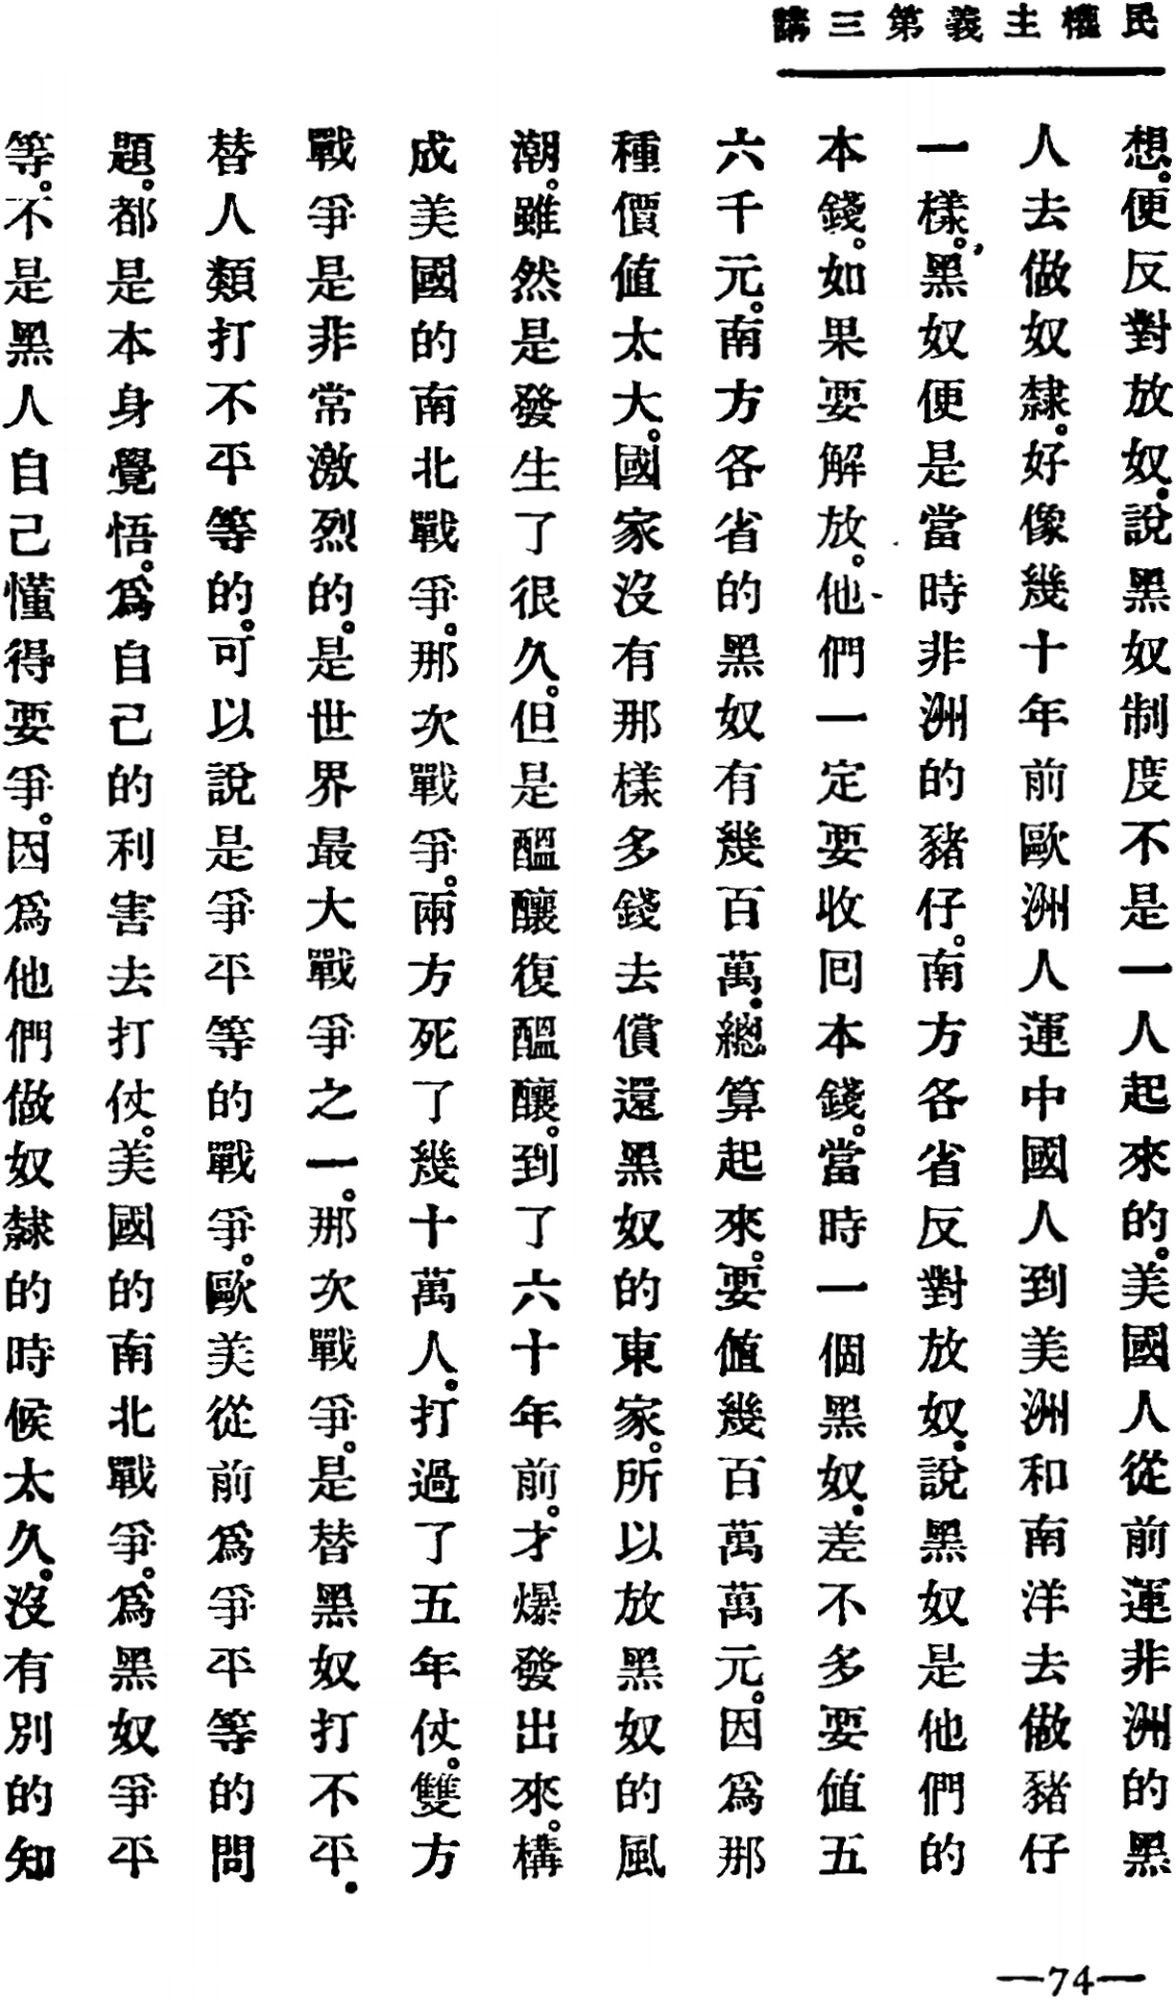 民權主義第三講
想。便反對放奴。說黑奴制度不是一人起來的。美國人從前運非洲的黑
人去做奴隸。好像幾十年前歐洲人運中國人到美洲和南洋去做豬仔
一樣。黑奴便是當時非洲的豬仔。南方各省反對放奴。說黑奴是他們的
本錢。如果要解放。他們一定要收回本錢。當時一個黑奴。差不多要值五
六千元。南方各省的黑奴有幾百萬。總算起來。要值幾百萬萬元。因爲那
種價值太大。國家沒有那樣多錢去償還黑奴的東家。所以放黑奴的風
潮。雖然是發生了很久。但是醞釀復醞釀。到了六十年前。才爆發出來。構
成美國的南北戰爭。那次戰爭。兩方死了幾十萬人。打過了五年仗。雙方
戰爭是非常激烈的。是世界最大戰爭之一。那次戰爭。是替黑奴打不平。
替人類打不平等的。可以說是爭平等的戰爭。歐美從前爲爭平等的問
題。都是本身覺悟。爲自己的利害去打仗。美國的南北戰爭。爲黑奴爭平
等。不是黑人自己懂得要爭。因爲他們做奴隸的時候太久。沒有別的知
—74—